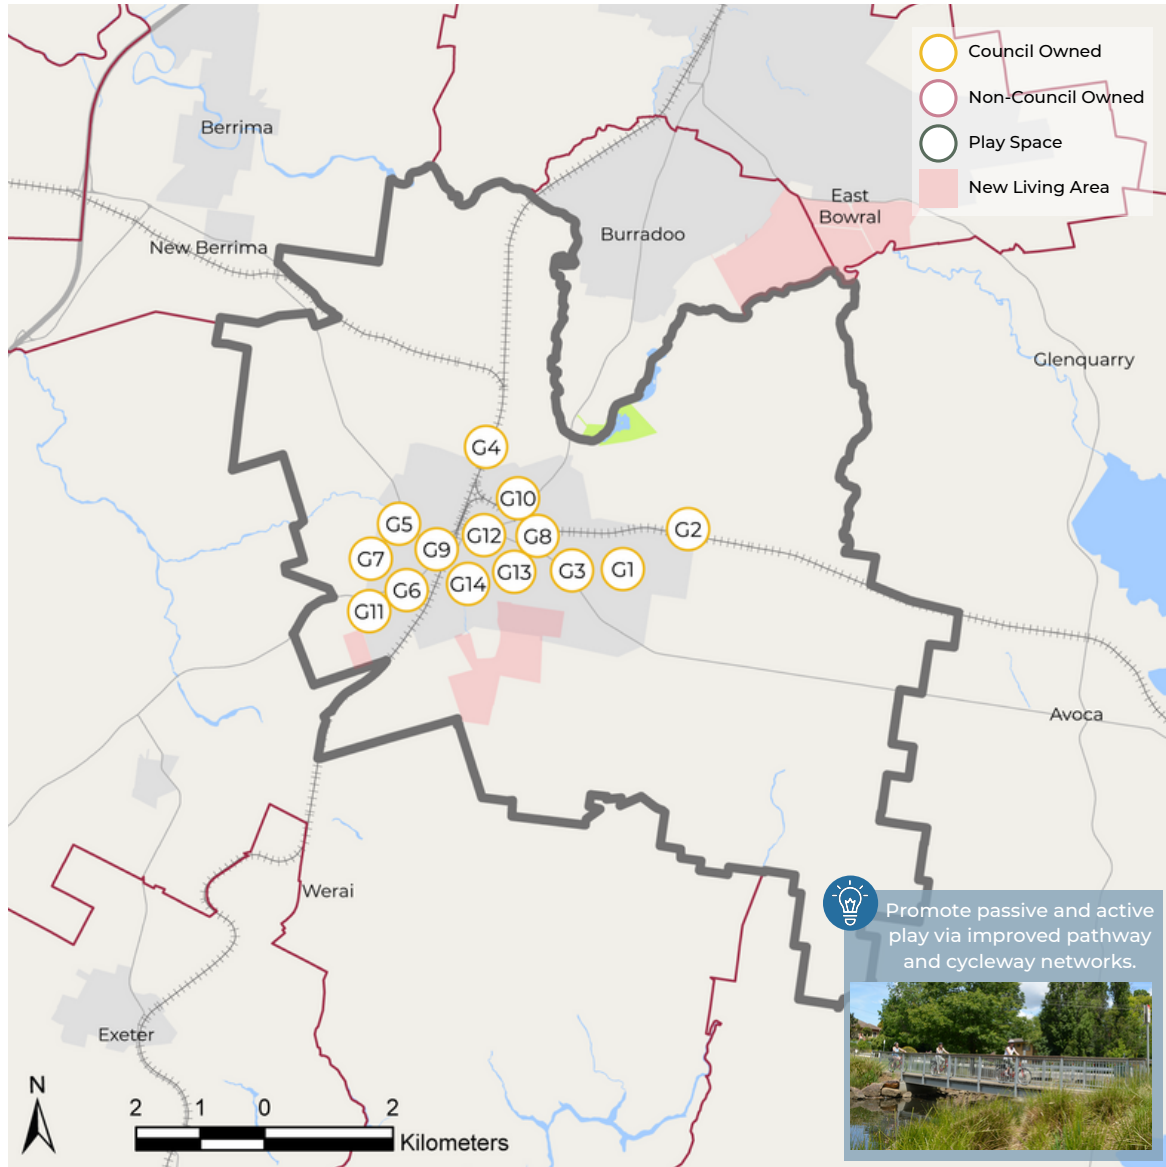 Council Owned
Non-Council Owned
Play Space
New Living Area
Berrima
East
Bowral
Burradoo
New Berrima
Glenquarry
G4
G10
G5
G12
G8
G2
G9
G7
G13
G3
G1
G14
G6
G11
Avoca
Werai
Promote passive and active
play via improved pathway
and cycleway networks.
Exeter
N
2 1 0 2
Kilometers